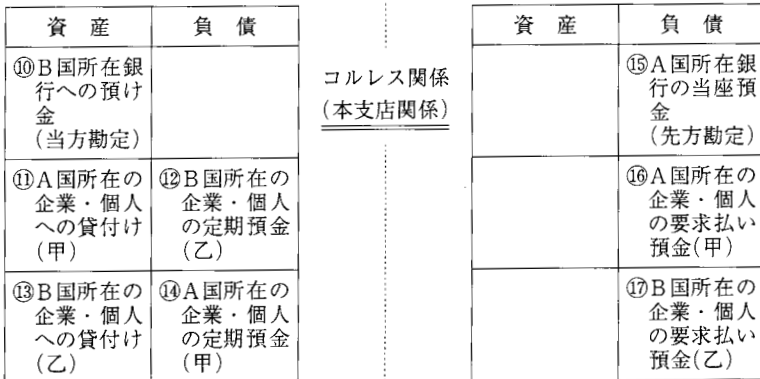 資産
負債
⑩B国所在銀
行への預け
金
(当方勘定)
⑪A国所在の
企業・個人
への貸付け
(甲)
⑫B国所在の
企業・個人
の定期預金
(乙)
⑬B国所在の
企業・個人
への貸付け
(乙)
⑭A国所在の
企業・個人
の定期預金
(甲)
コルレス関係
(本支店関係)
資産
負債
⑮A国所在銀
行の当座預
金
(先方勘定)
⑯A国所在の
企業・個人
の要求払い
預金(甲)
⑰B国所在の
企業・個人
の要求払い
預金(乙)